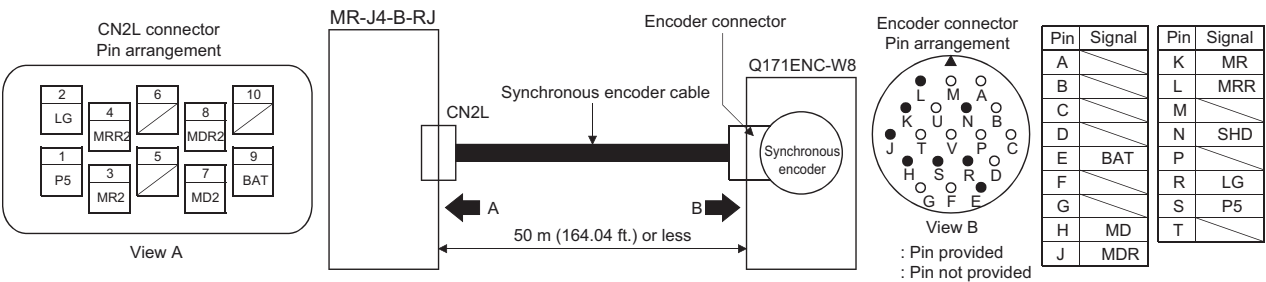 CN2L connector
Pin arrangement
2 LG
4 MRR2
6
8 MDR2
10
1 P5
3 MR2
5
7 MD2
9 BAT
View A
MR-J4-B-RJ
CN2L
Synchronous encoder cable
Encoder connector
Q171ENC-W8
Synchronous
encoder
A
B
50 m (164.04 ft.) or less
Encoder connector
Pin arrangement
L M A
K U N B
J T V P C
H S R D
G F E
View B
: Pin provided
: Pin not provided
Pin Signal
A
B
C
D
E BAT
F
G
H MD
J MDR
Pin Signal
K MR
L MRR
M
N SHD
P
R LG
S P5
T